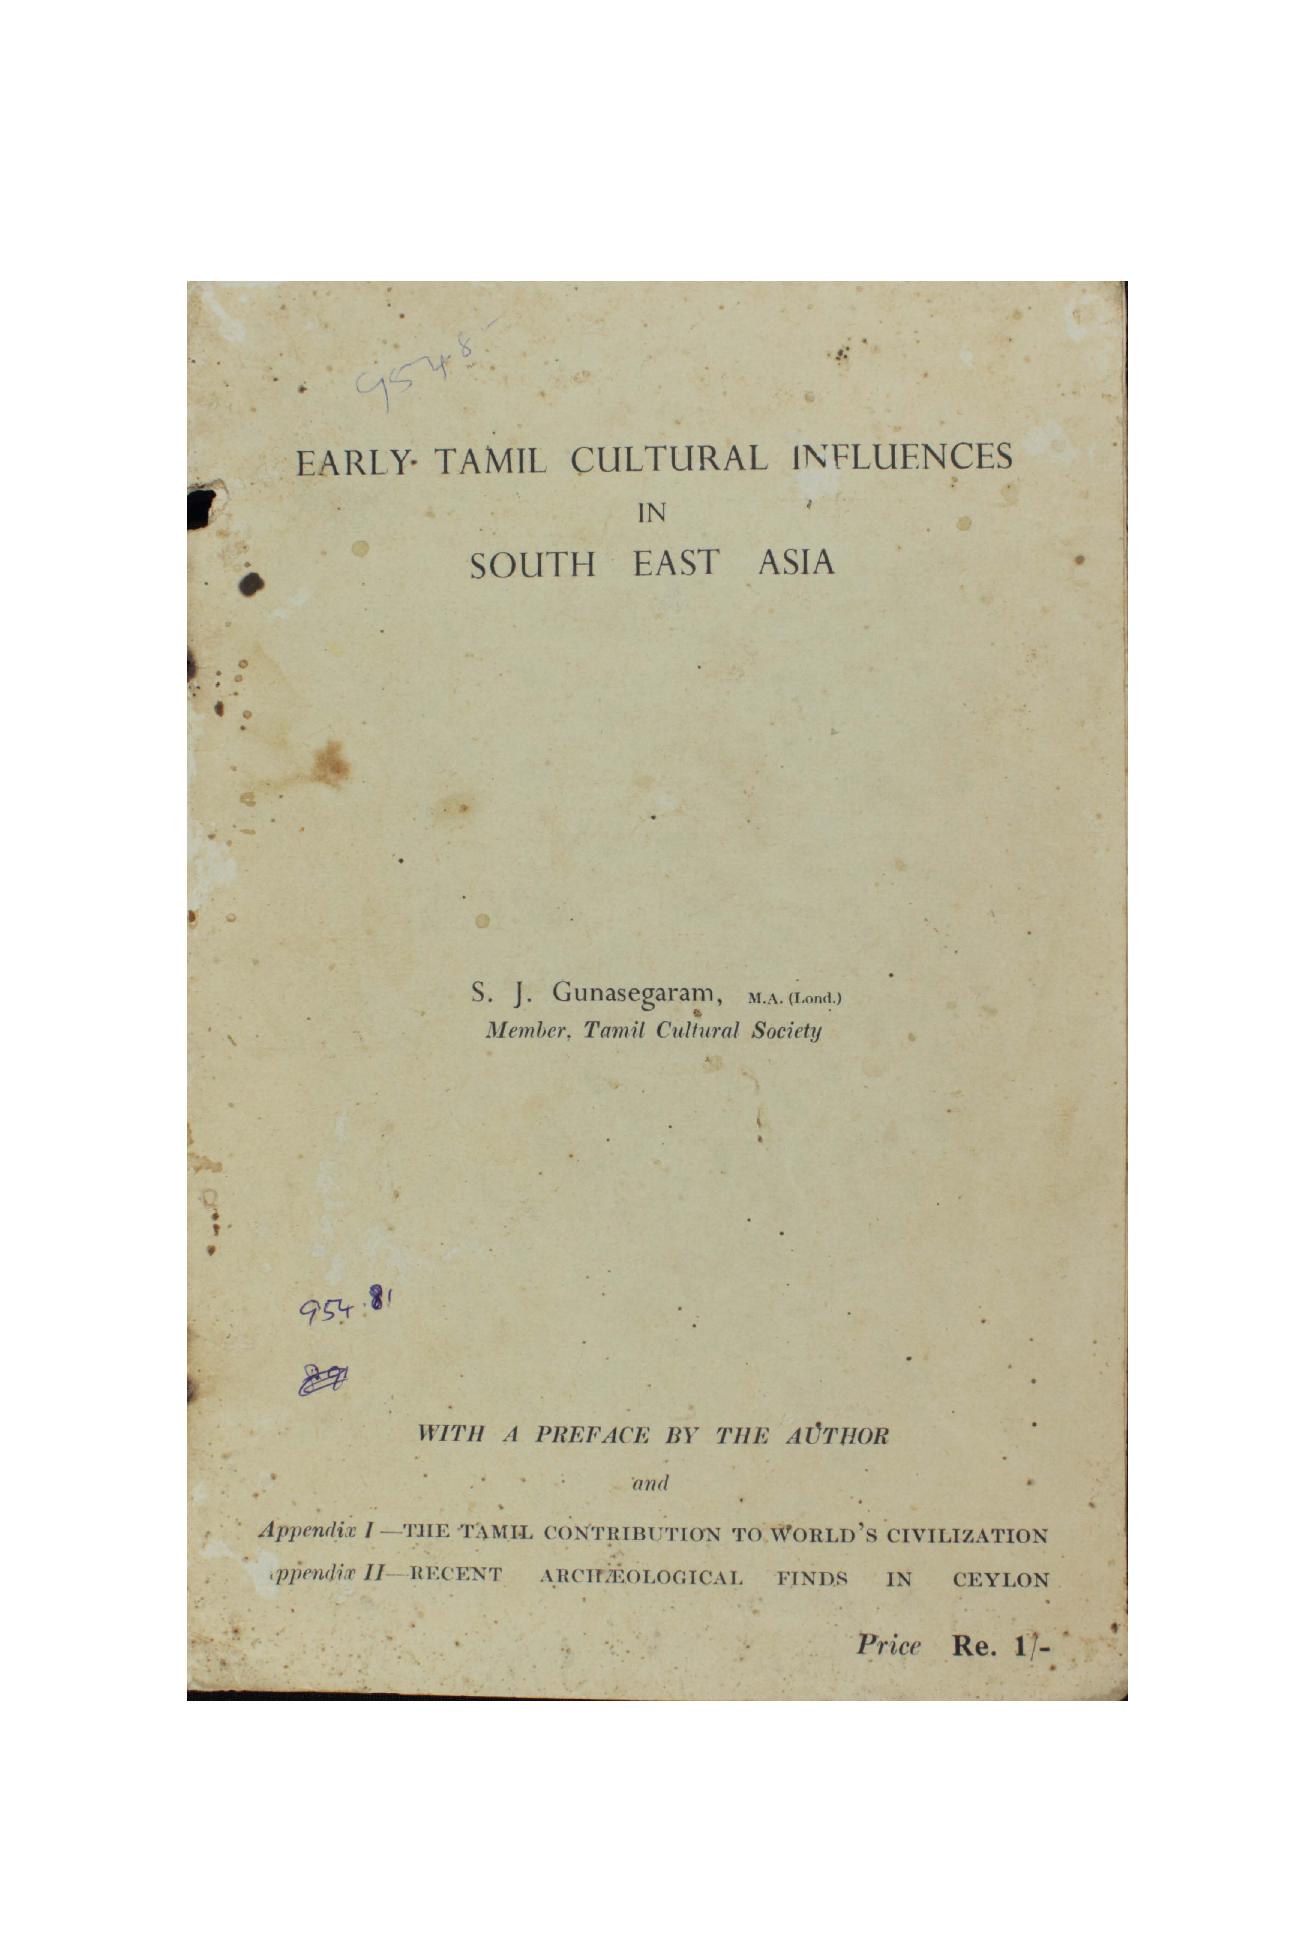 954.8
EARLY TAMIL CULTURAL INFLUENCES
IN
SOUTH EAST ASIA
S. J. Gunasegaram, M.A. (Lond.)
Member, Tamil Cultural Society
954.81
WITH A PREFACE BY THE AUTHOR
and
Appendix I—THE TAMIL CONTRIBUTION TO WORLD'S CIVILIZATION
ppendix II—RECENT ARCHÆOLOGICAL FINDS IN CEYLON
Price Re. 1/-